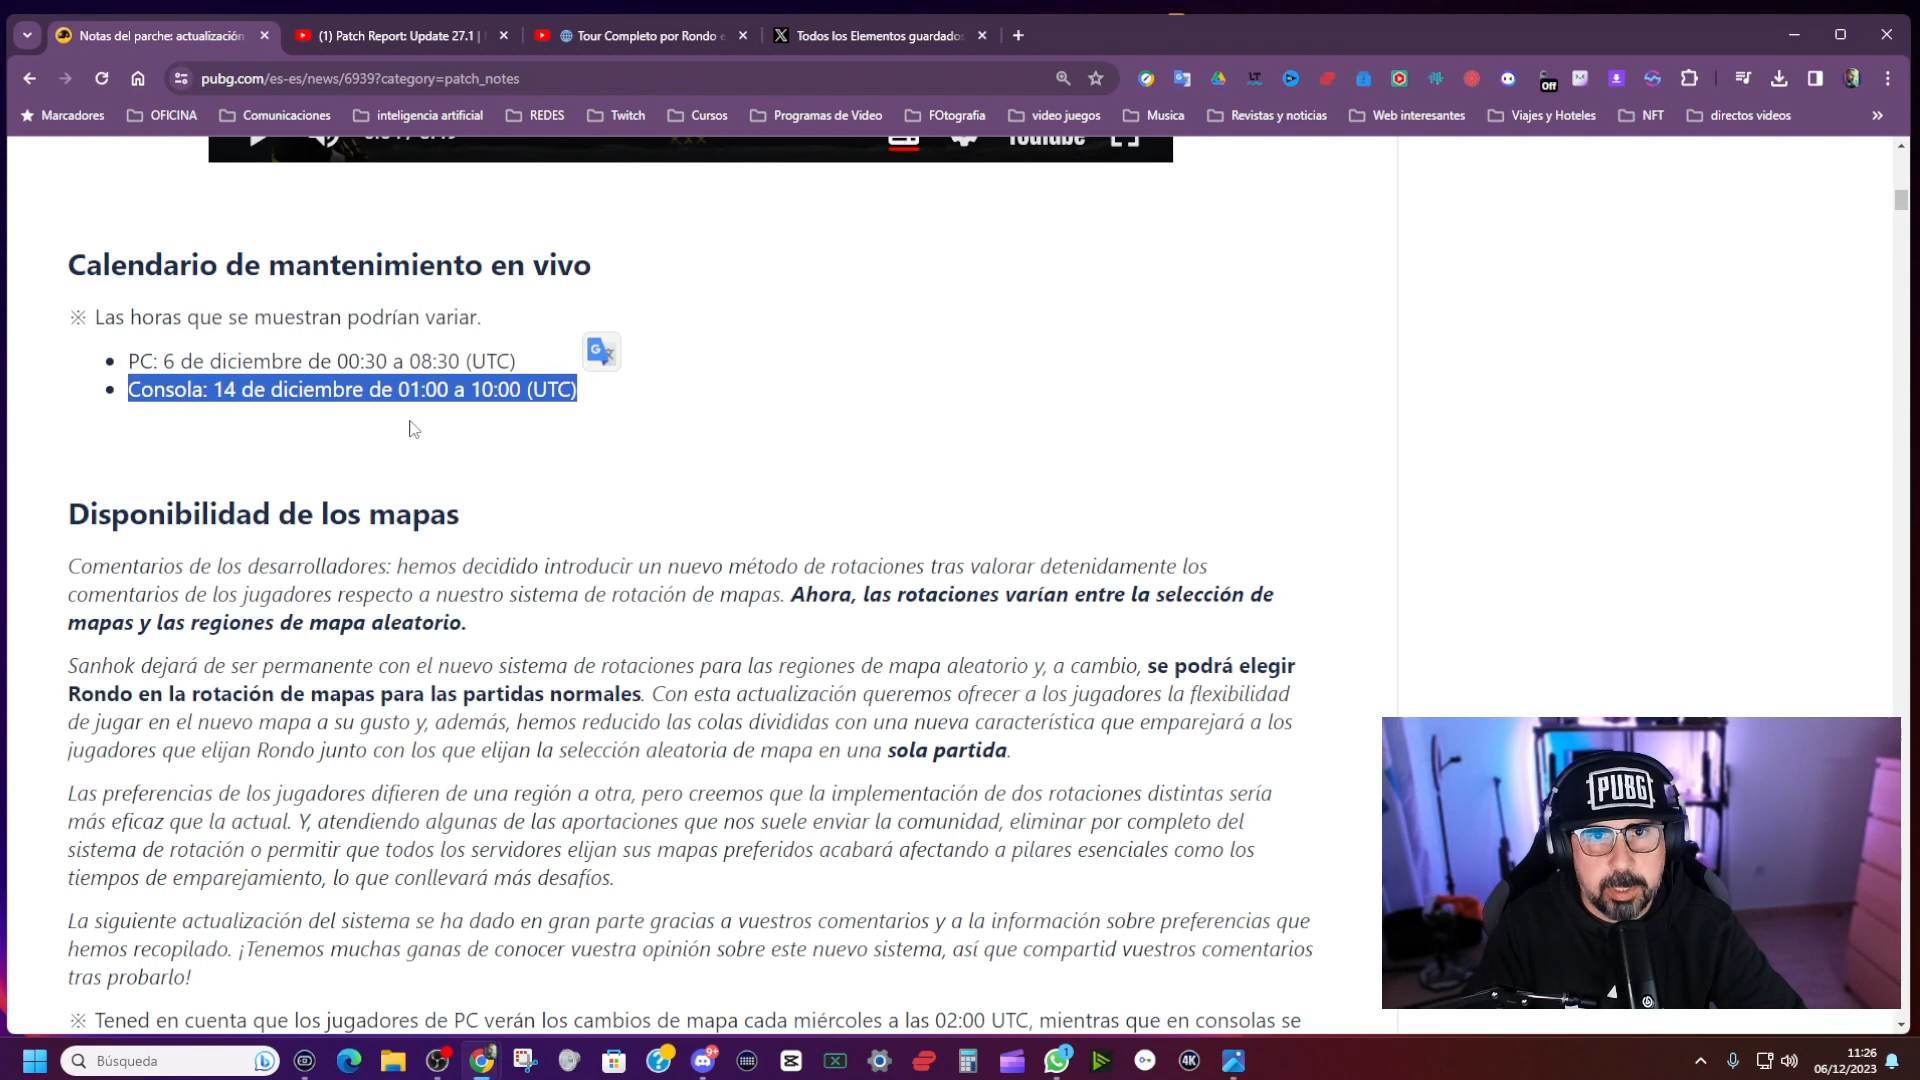 Notas del parche: actualización
(1) Patch Report: Update 27.1 |
Tour Completo por Rondo e
Todos los Elementos guardados
pubg.com/es-es/news/6939?category=patch_notes
Off
Marcadores
OFICINA
Comunicaciones
inteligencia artificial
REDES
Twitch
Cursos
Programas de Video
FOtografia
video juegos
Musica
Revistas y noticias
Web interesantes
Viajes y Hoteles
NFT
directos videos
YouTube
Calendario de mantenimiento en vivo
※ Las horas que se muestran podrían variar.
PC: 6 de diciembre de 00:30 a 08:30 (UTC)
Consola: 14 de diciembre de 01:00 a 10:00 (UTC)
Disponibilidad de los mapas
Comentarios de los desarrolladores: hemos decidido introducir un nuevo método de rotaciones tras valorar detenidamente los
comentarios de los jugadores respecto a nuestro sistema de rotación de mapas. Ahora, las rotaciones varían entre la selección de
mapas y las regiones de mapa aleatorio.
Sanhok dejará de ser permanente con el nuevo sistema de rotaciones para las regiones de mapa aleatorio y, a cambio, se podrá elegir
Rondo en la rotación de mapas para las partidas normales. Con esta actualización queremos ofrecer a los jugadores la flexibilidad
de jugar en el nuevo mapa a su gusto y, además, hemos reducido las colas divididas con una nueva característica que emparejará a los
jugadores que elijan Rondo junto con los que elijan la selección aleatoria de mapa en una sola partida.
Las preferencias de los jugadores difieren de una región a otra, pero creemos que la implementación de dos rotaciones distintas sería
más eficaz que la actual. Y, atendiendo algunas de las aportaciones que nos suele enviar la comunidad, eliminar por completo del
sistema de rotación o permitir que todos los servidores elijan sus mapas preferidos acabará afectando a pilares esenciales como los
tiempos de emparejamiento, lo que conllevará más desafíos.
La siguiente actualización del sistema se ha dado en gran parte gracias a vuestros comentarios y a la información sobre preferencias que
hemos recopilado. ¡Tenemos muchas ganas de conocer vuestra opinión sobre este nuevo sistema, así que compartid vuestros comentarios
tras probarlo!
※ Tened en cuenta que los jugadores de PC verán los cambios de mapa cada miércoles a las 02:00 UTC, mientras que en consolas se
PUBG
Búsqueda
9+
1
4K
11:26
06/12/2023